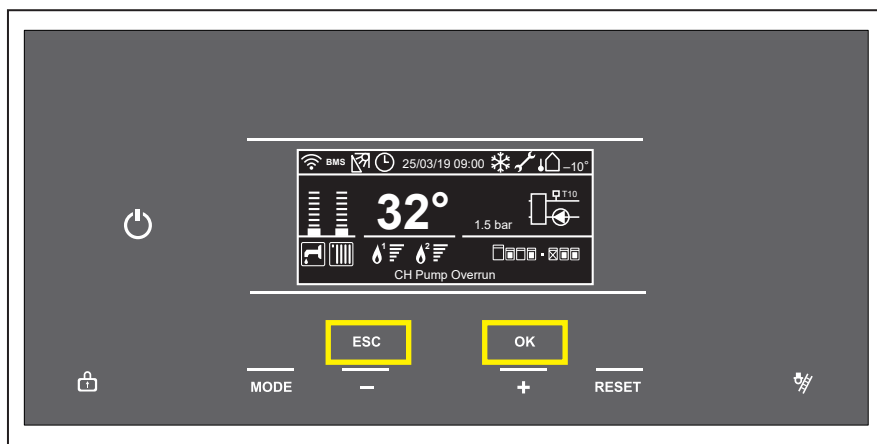 BMS 25/03/19 09:00 –10°
32°
T10
1.5 bar
1 2
CH Pump Overrun
ESC OK
MODE – + RESET